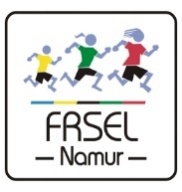 FRSEL
– Namur –